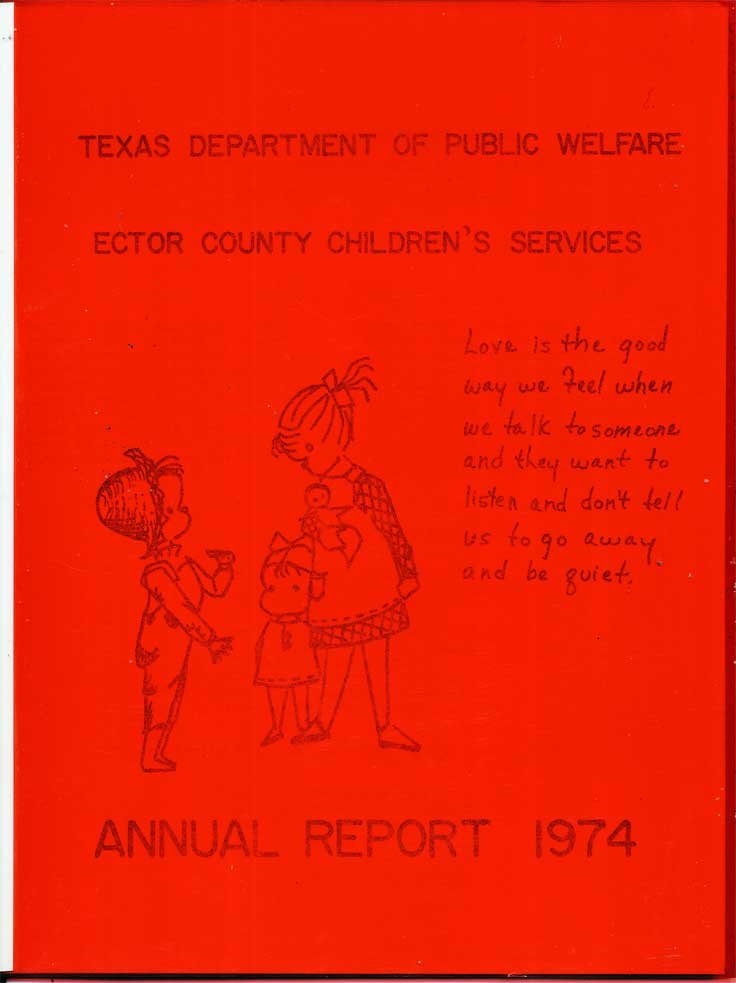 TEXAS DEPARTMENT OF PUBLIC WELFARE
ECTOR COUNTY CHILDREN'S SERVICES
Love is the good
way we feel when
we talk to someone
and they want to
listen and don't tell
us to go away
and be quiet.
ANNUAL REPORT 1974